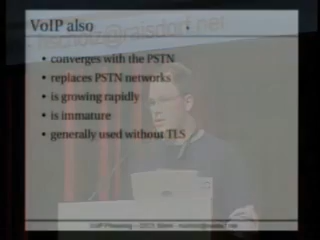 VoIP also
• converges with the PSTN
• replaces PSTN networks
• is growing rapidly
• is immature
• generally used without TLS